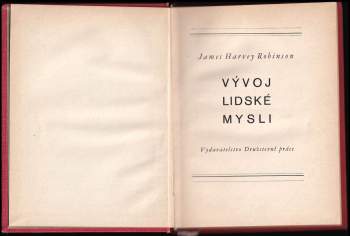 James Harvey Robinson
VÝVOJ
LIDSKÉ
MYSLI
Vydavatelstvo Družstevní práce